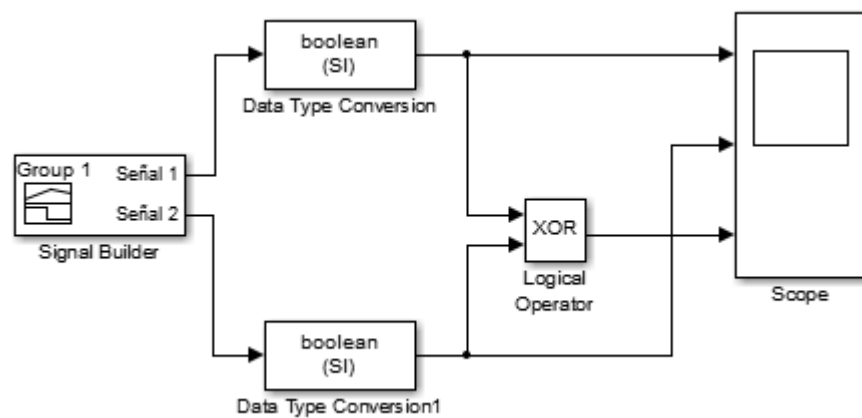 boolean
(SI)
Data Type Conversion
Group 1
Señal 1
Señal 2
Signal Builder
XOR
Logical
Operator
Scope
boolean
(SI)
Data Type Conversion1